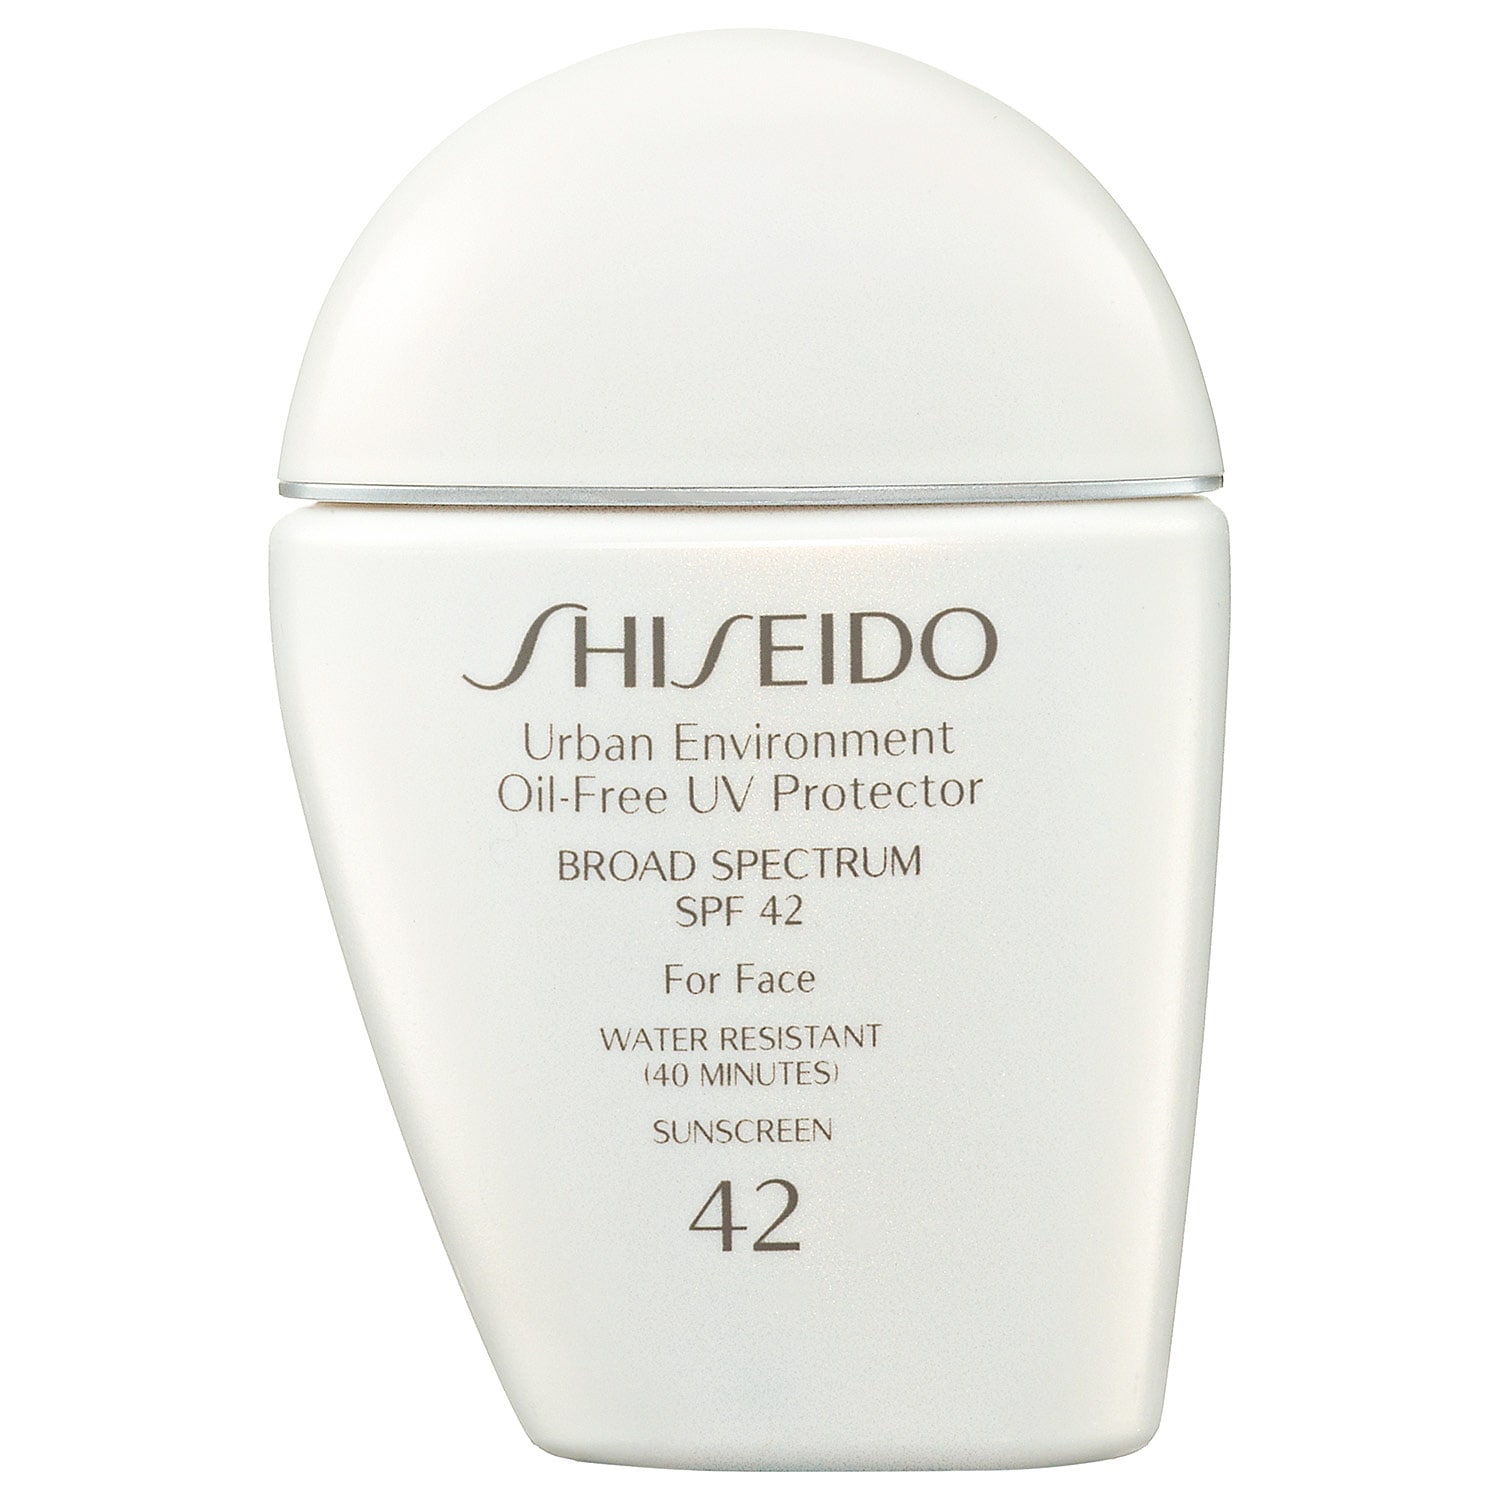 SHISEIDO
Urban Environment
Oil-Free UV Protector
BROAD SPECTRUM
SPF 42
For Face
WATER RESISTANT
(40 MINUTES)
SUNSCREEN
42